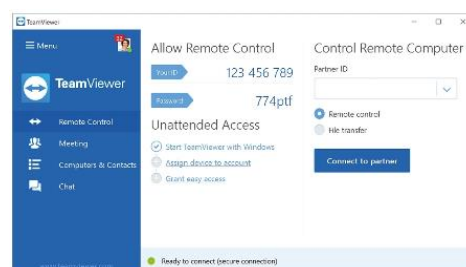 TeamViewer
Menu
TeamViewer
Remote Control
Meeting
Computers & Contacts
Chat
Allow Remote Control
Your ID
123 456 789
Password
774ptf
Unattended Access
Start TeamViewer with Windows
Assign device to account
Grant easy access
Control Remote Computer
Partner ID
Remote control
File transfer
Connect to partner
Ready to connect (secure connection)